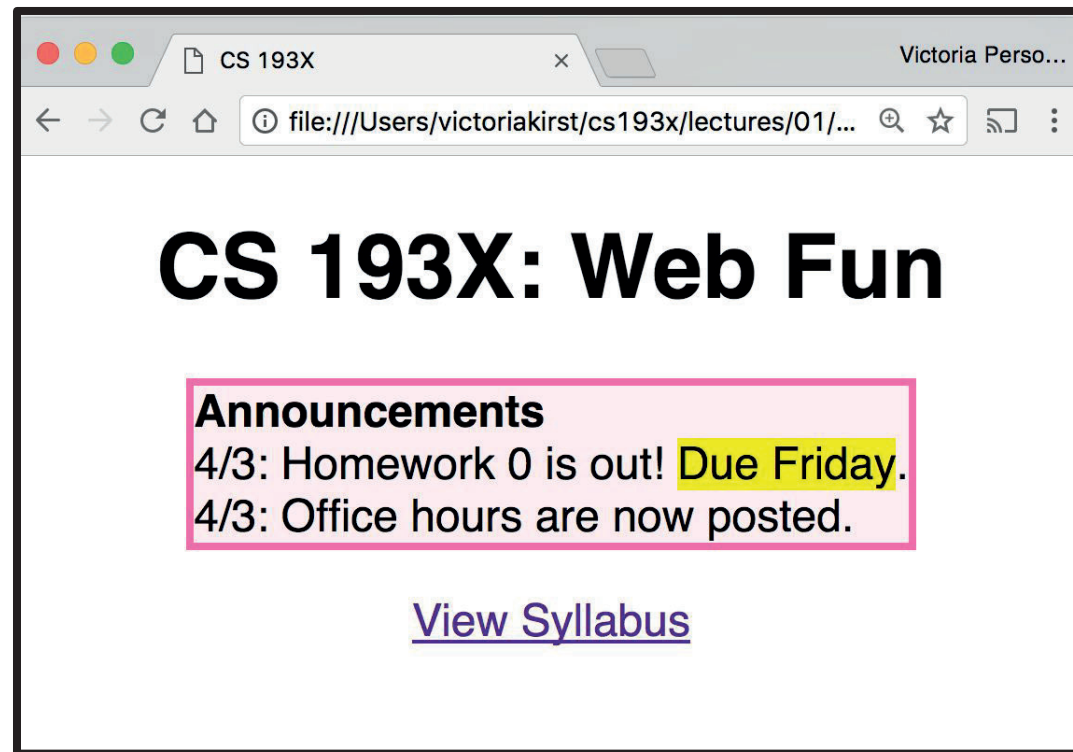 CS 193X
Victoria Perso...
file:///Users/victoriakirst/cs193x/lectures/01/...
CS 193X: Web Fun
Announcements
4/3: Homework 0 is out! Due Friday.
4/3: Office hours are now posted.
View Syllabus